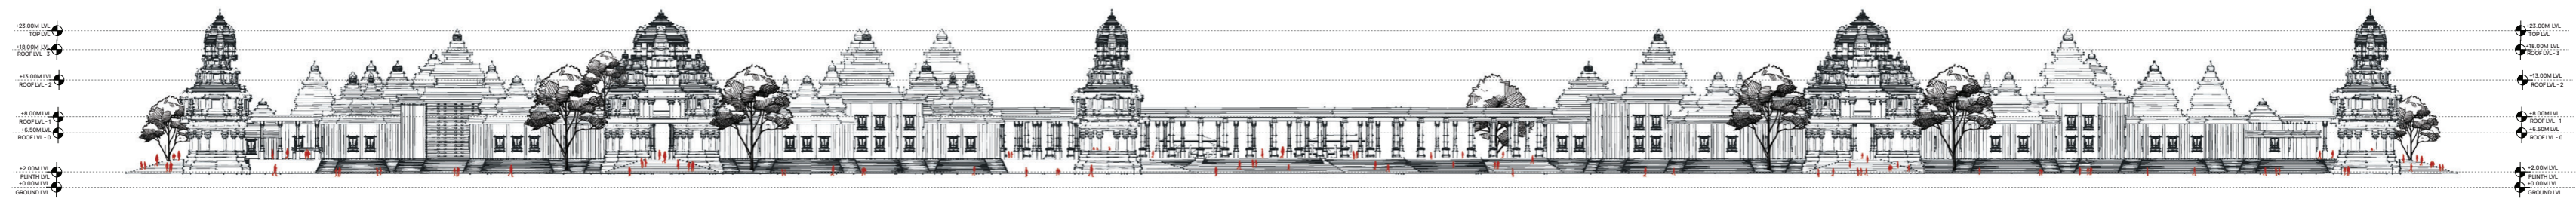 +23.00M LVL
TOP LVL
+18.00M LVL
ROOF LVL - 3
+13.00M LVL
ROOF LVL - 2
+8.00M LVL
ROOF LVL - 1
+6.50M LVL
ROOF LVL - 0
+2.00M LVL
PLINTH LVL
+0.00M LVL
GROUND LVL
+23.00M LVL
TOP LVL
+18.00M LVL
ROOF LVL - 3
+13.00M LVL
ROOF LVL - 2
+8.00M LVL
ROOF LVL - 1
+6.50M LVL
ROOF LVL - 0
+2.00M LVL
PLINTH LVL
+0.00M LVL
GROUND LVL